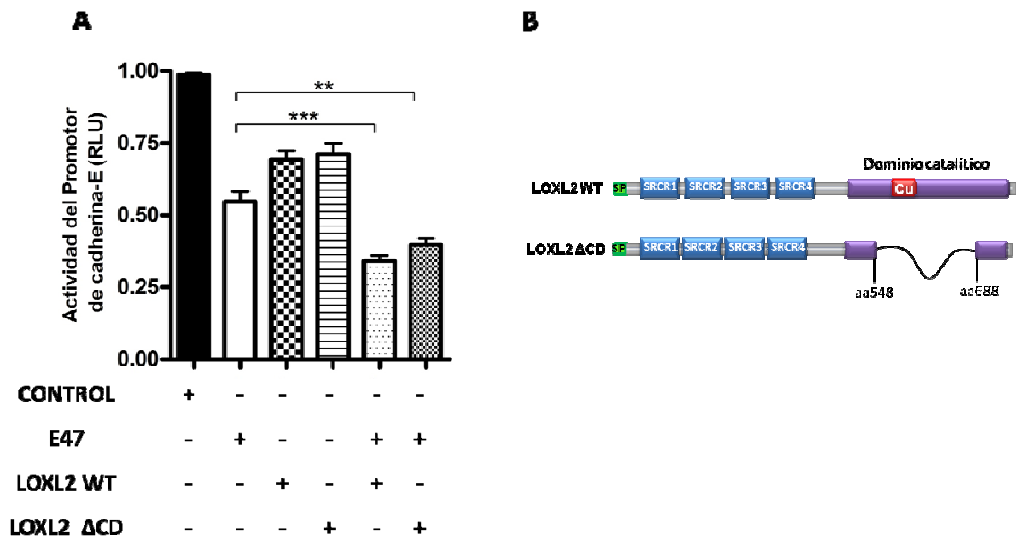 A
Actividad del Promotor
de cadherina-E (RLU)
1.00
0.75
0.50
0.25
0.00
**
***
CONTROL + - - - - -
E47 - + - - + +
LOXL2 WT - - + - + -
LOXL2 ΔCD - - - + - +
B
Dominio catalítico
LOXL2 WT SP SRCR1 SRCR2 SRCR3 SRCR4 Cu
LOXL2 ΔCD SP SRCR1 SRCR2 SRCR3 SRCR4
aa548 aa688